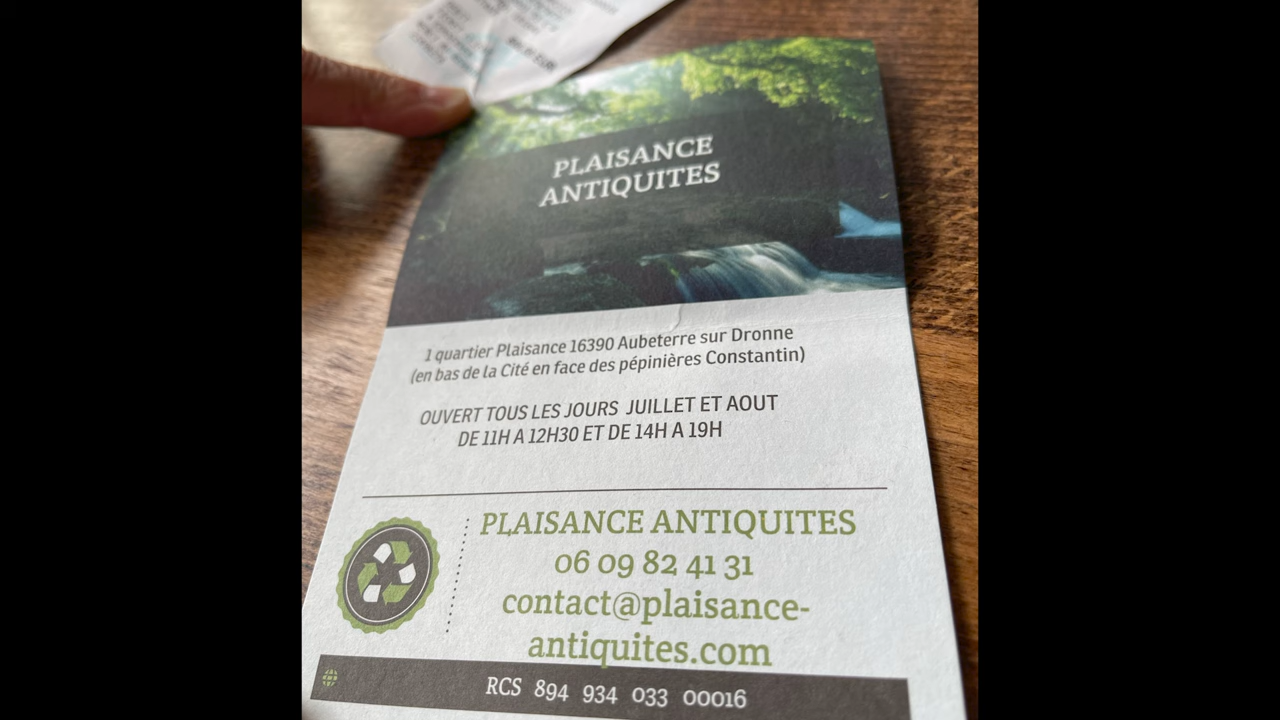 PLAISANCE
ANTIQUITES
1 quartier Plaisance 16390 Aubeterre sur Dronne
(en bas de la Cité en face des pépinières Constantin)
OUVERT TOUS LES JOURS JUILLET ET AOUT
DE 11H A 12H30 ET DE 14H A 19H
PLAISANCE ANTIQUITES
06 09 82 41 31
contact@plaisance-
antiquites.com
RCS 894 934 033 00016